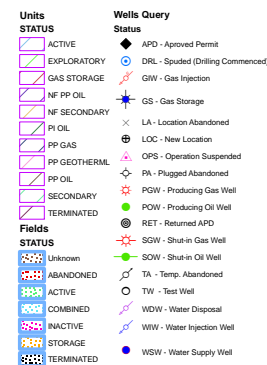 Units
STATUS
ACTIVE
EXPLORATORY
GAS STORAGE
NF PP OIL
NF SECONDARY
PI OIL
PP GAS
PP GEOTHERML
PP OIL
SECONDARY
TERMINATED
Fields
STATUS
Unknown
ABANDONED
ACTIVE
COMBINED
INACTIVE
STORAGE
TERMINATED
Wells Query
Status
APD - Aproved Permit
DRL - Spuded (Drilling Commenced)
GIW - Gas Injection
GS - Gas Storage
LA - Location Abandoned
LOC - New Location
OPS - Operation Suspended
PA - Plugged Abandoned
PGW - Producing Gas Well
POW - Producing Oil Well
RET - Returned APD
SGW - Shut-in Gas Well
SOW - Shut-in Oil Well
TA - Temp. Abandoned
TW - Test Well
WDW - Water Disposal
WIW - Water Injection Well
WSW - Water Supply Well